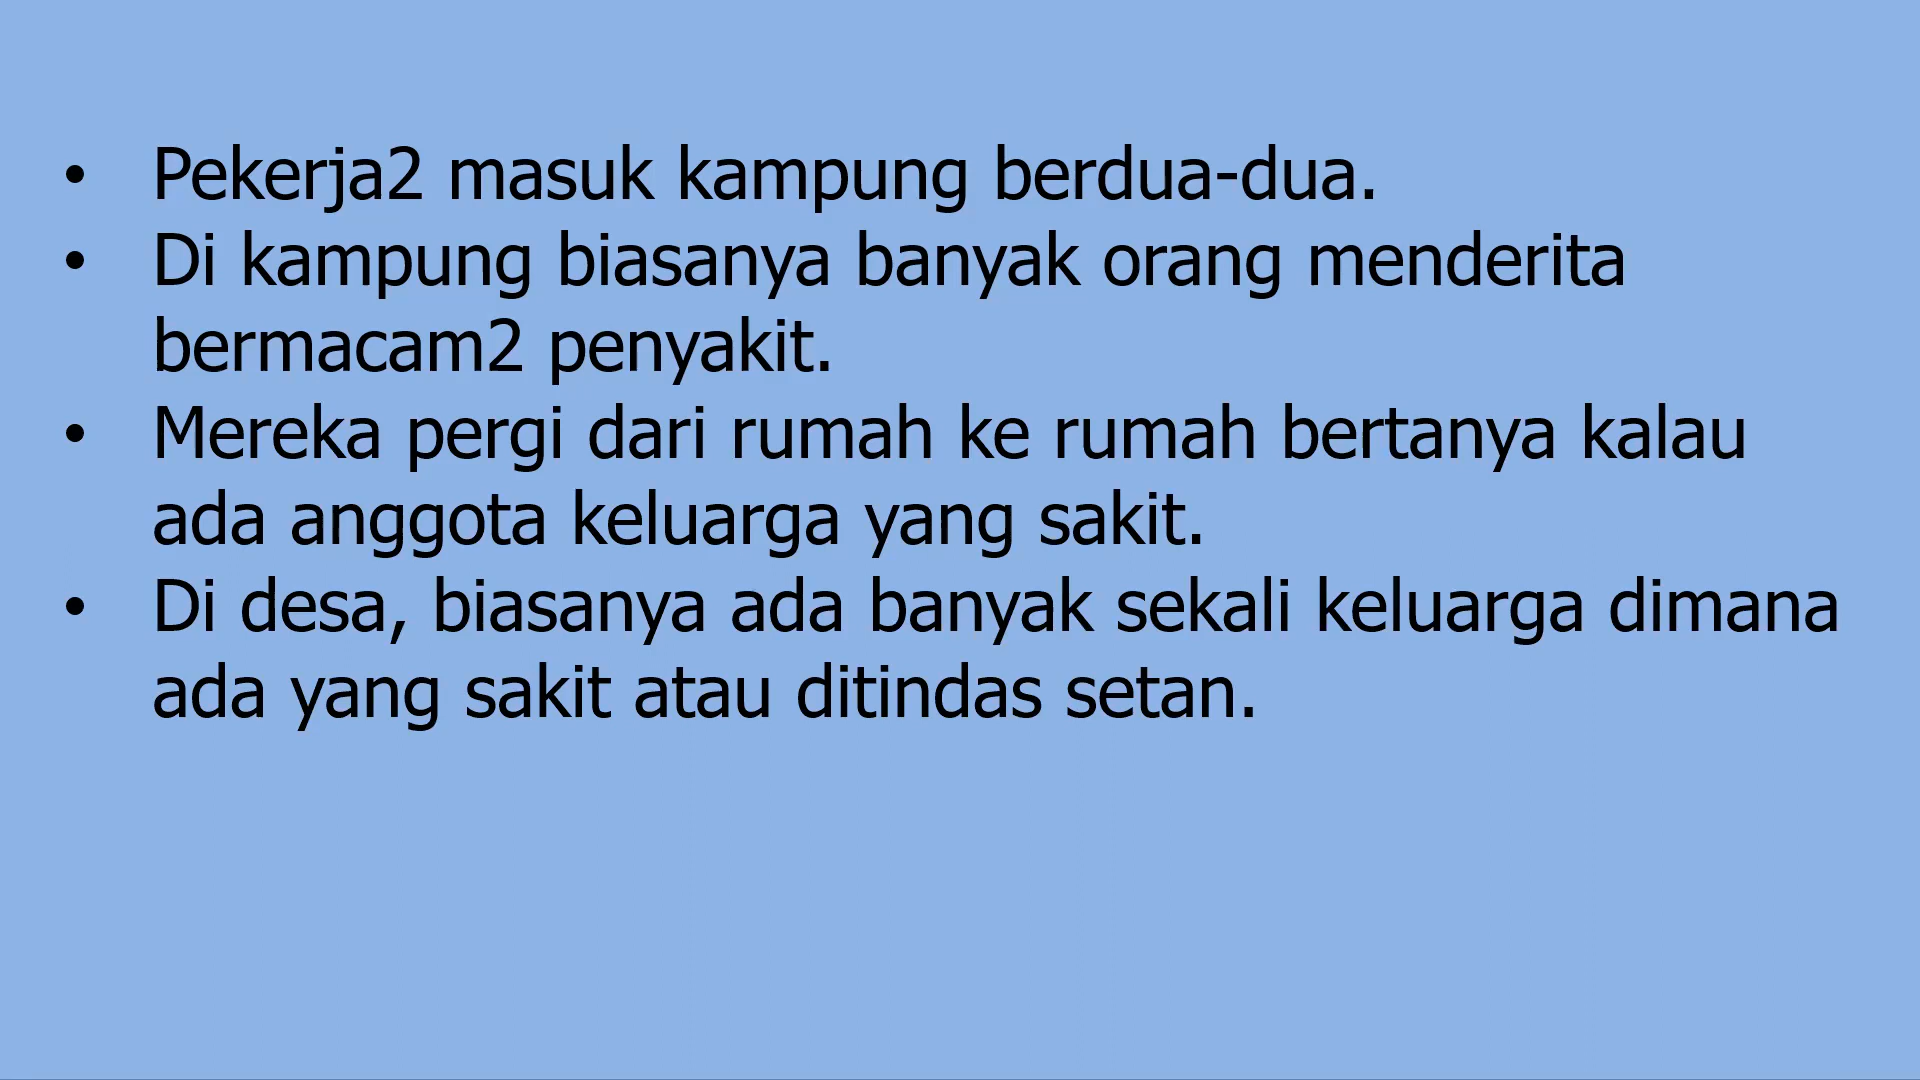 • Pekerja2 masuk kampung berdua-dua.
• Di kampung biasanya banyak orang menderita
bermacam2 penyakit.
• Mereka pergi dari rumah ke rumah bertanya kalau
ada anggota keluarga yang sakit.
• Di desa, biasanya ada banyak sekali keluarga dimana
ada yang sakit atau ditindas setan.